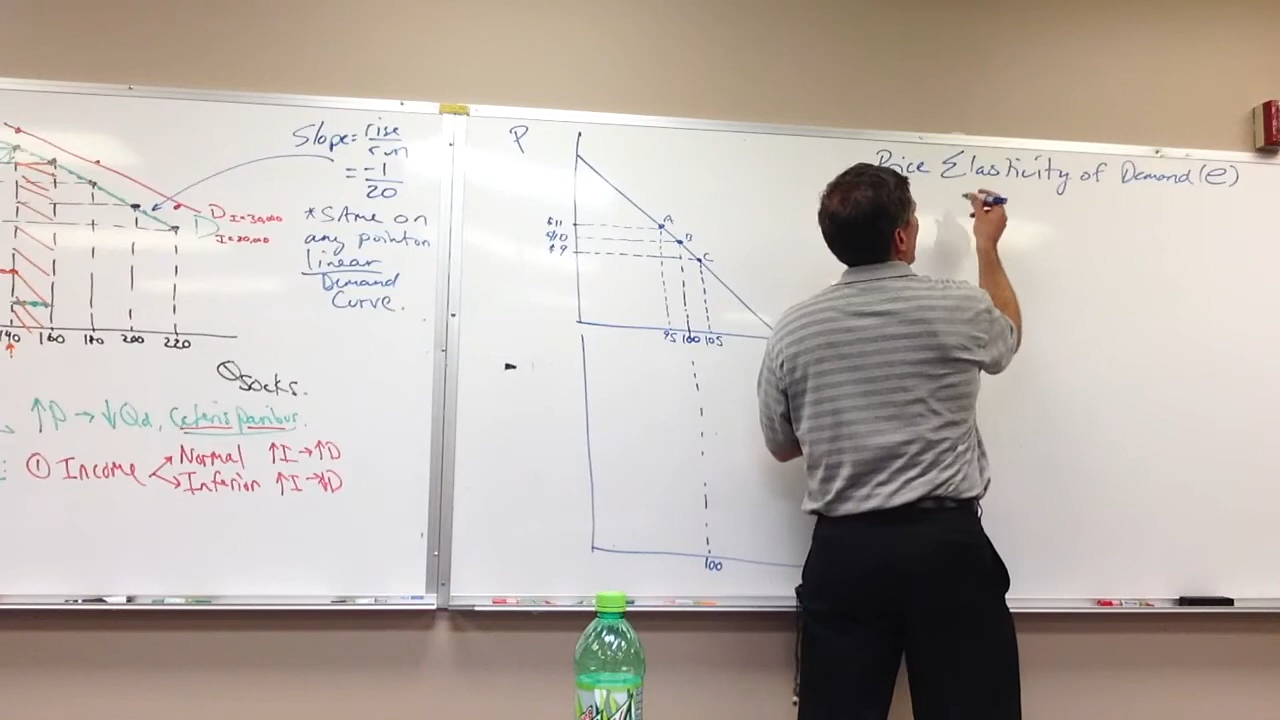 Slope = rise
run
= -1
20
*SAme on
any point on
linear
Demand
Curve.
D I=30,000
D
I=20,000
140 160 180 200 220
Qsocks.
↑P → ↓Qd, Ceteris Paribus.
① Income
Normal ↑I→↑D
Inferior ↑I→↓D
P
$11
$10
$9
A
B
C
95 100 105
100
Price Elasticity of Demand (e)